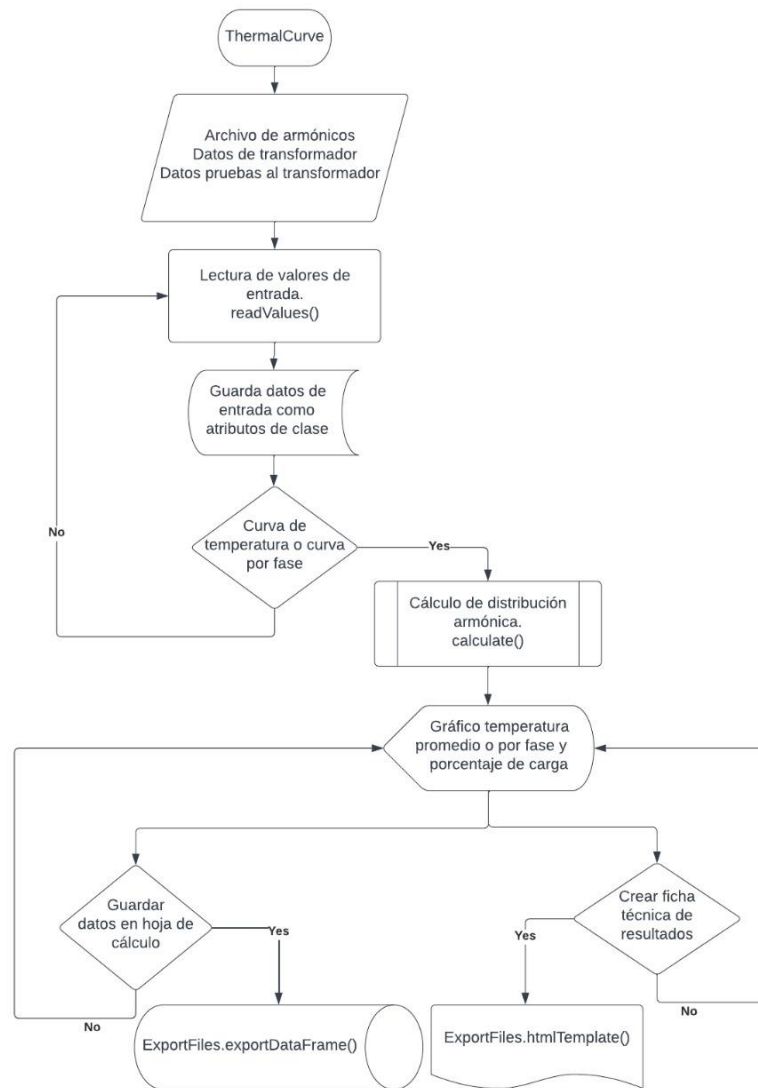 ThermalCurve
Archivo de armónicos
Datos de transformador
Datos pruebas al transformador
Lectura de valores de
entrada.
readValues()
Guarda datos de
entrada como
atributos de clase
Curva de
temperatura o curva
por fase
No
Yes
Cálculo de distribución
armónica.
calculate()
Gráfico temperatura
promedio o por fase y
porcentaje de carga
Guardar
datos en hoja de
cálculo
Yes
No
Crear ficha
técnica de
resultados
Yes
No
ExportFiles.exportDataFrame()
ExportFiles.htmlTemplate()